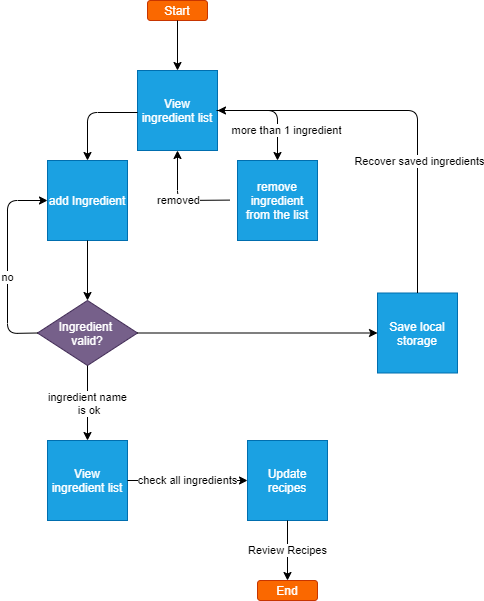 Start
View
ingredient list
more than 1 ingredient
Recover saved ingredients
add Ingredient
removed
remove
ingredient
from the list
no
Ingredient
valid?
Save local
storage
ingredient name
is ok
View
ingredient list
check all ingredients
Update
recipes
Review Recipes
End